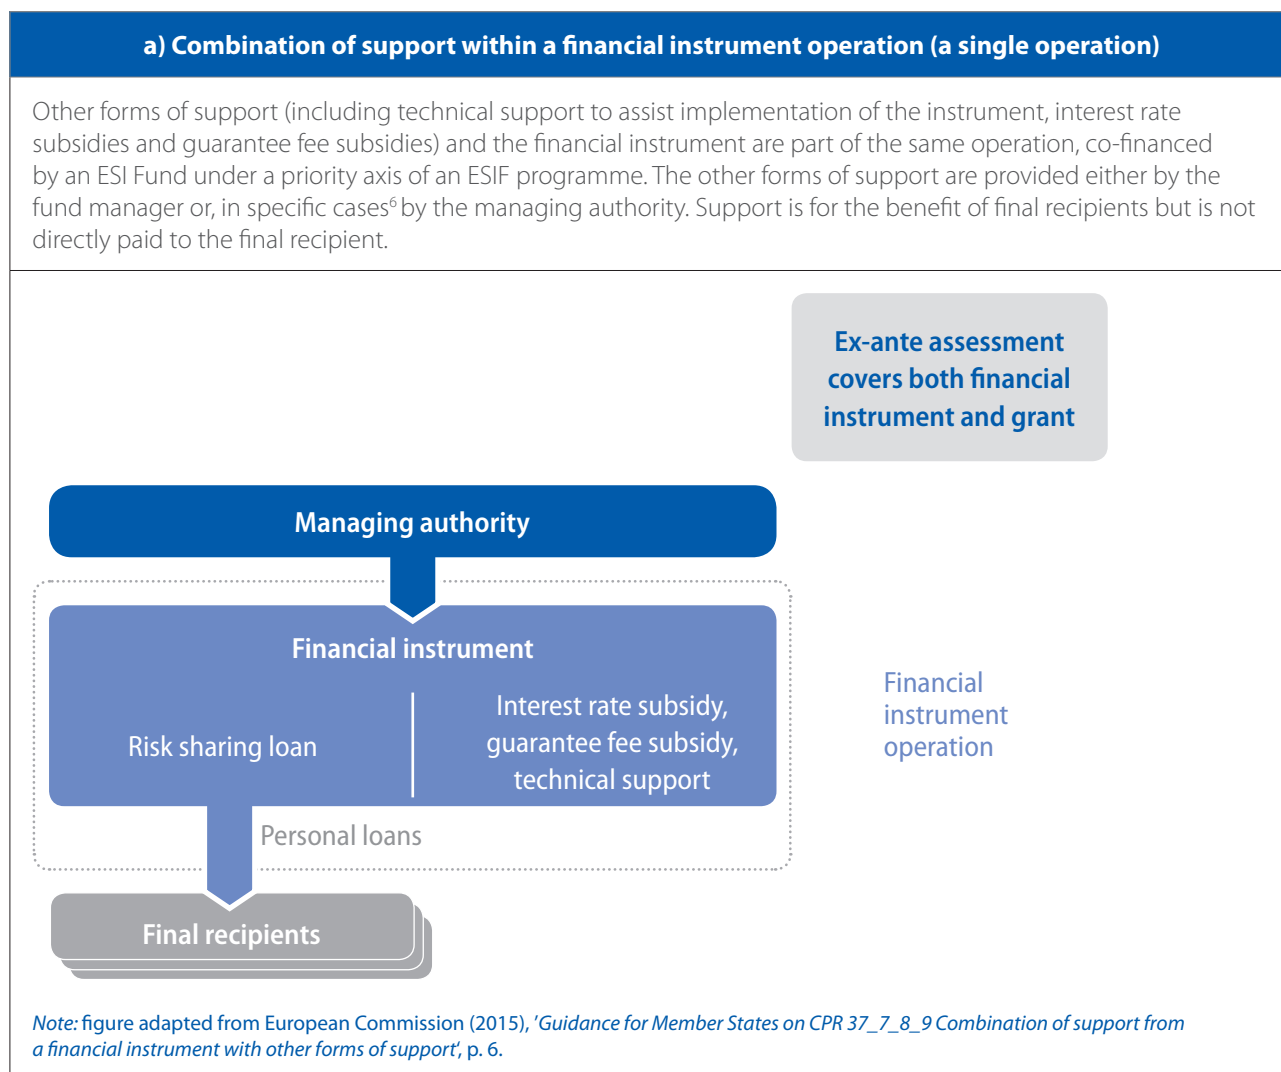 a) Combination of support within a financial instrument operation (a single operation)
Other forms of support (including technical support to assist implementation of the instrument, interest rate
subsidies and guarantee fee subsidies) and the financial instrument are part of the same operation, co-financed
by an ESI Fund under a priority axis of an ESIF programme. The other forms of support are provided either by the
fund manager or, in specific cases⁶ by the managing authority. Support is for the benefit of final recipients but is not
directly paid to the final recipient.
Ex-ante assessment
covers both financial
instrument and grant
Managing authority
Financial instrument
Risk sharing loan
Interest rate subsidy,
guarantee fee subsidy,
technical support
Financial
instrument
operation
Personal loans
Final recipients
Note: figure adapted from European Commission (2015), 'Guidance for Member States on CPR 37_7_8_9 Combination of support from
a financial instrument with other forms of support', p. 6.